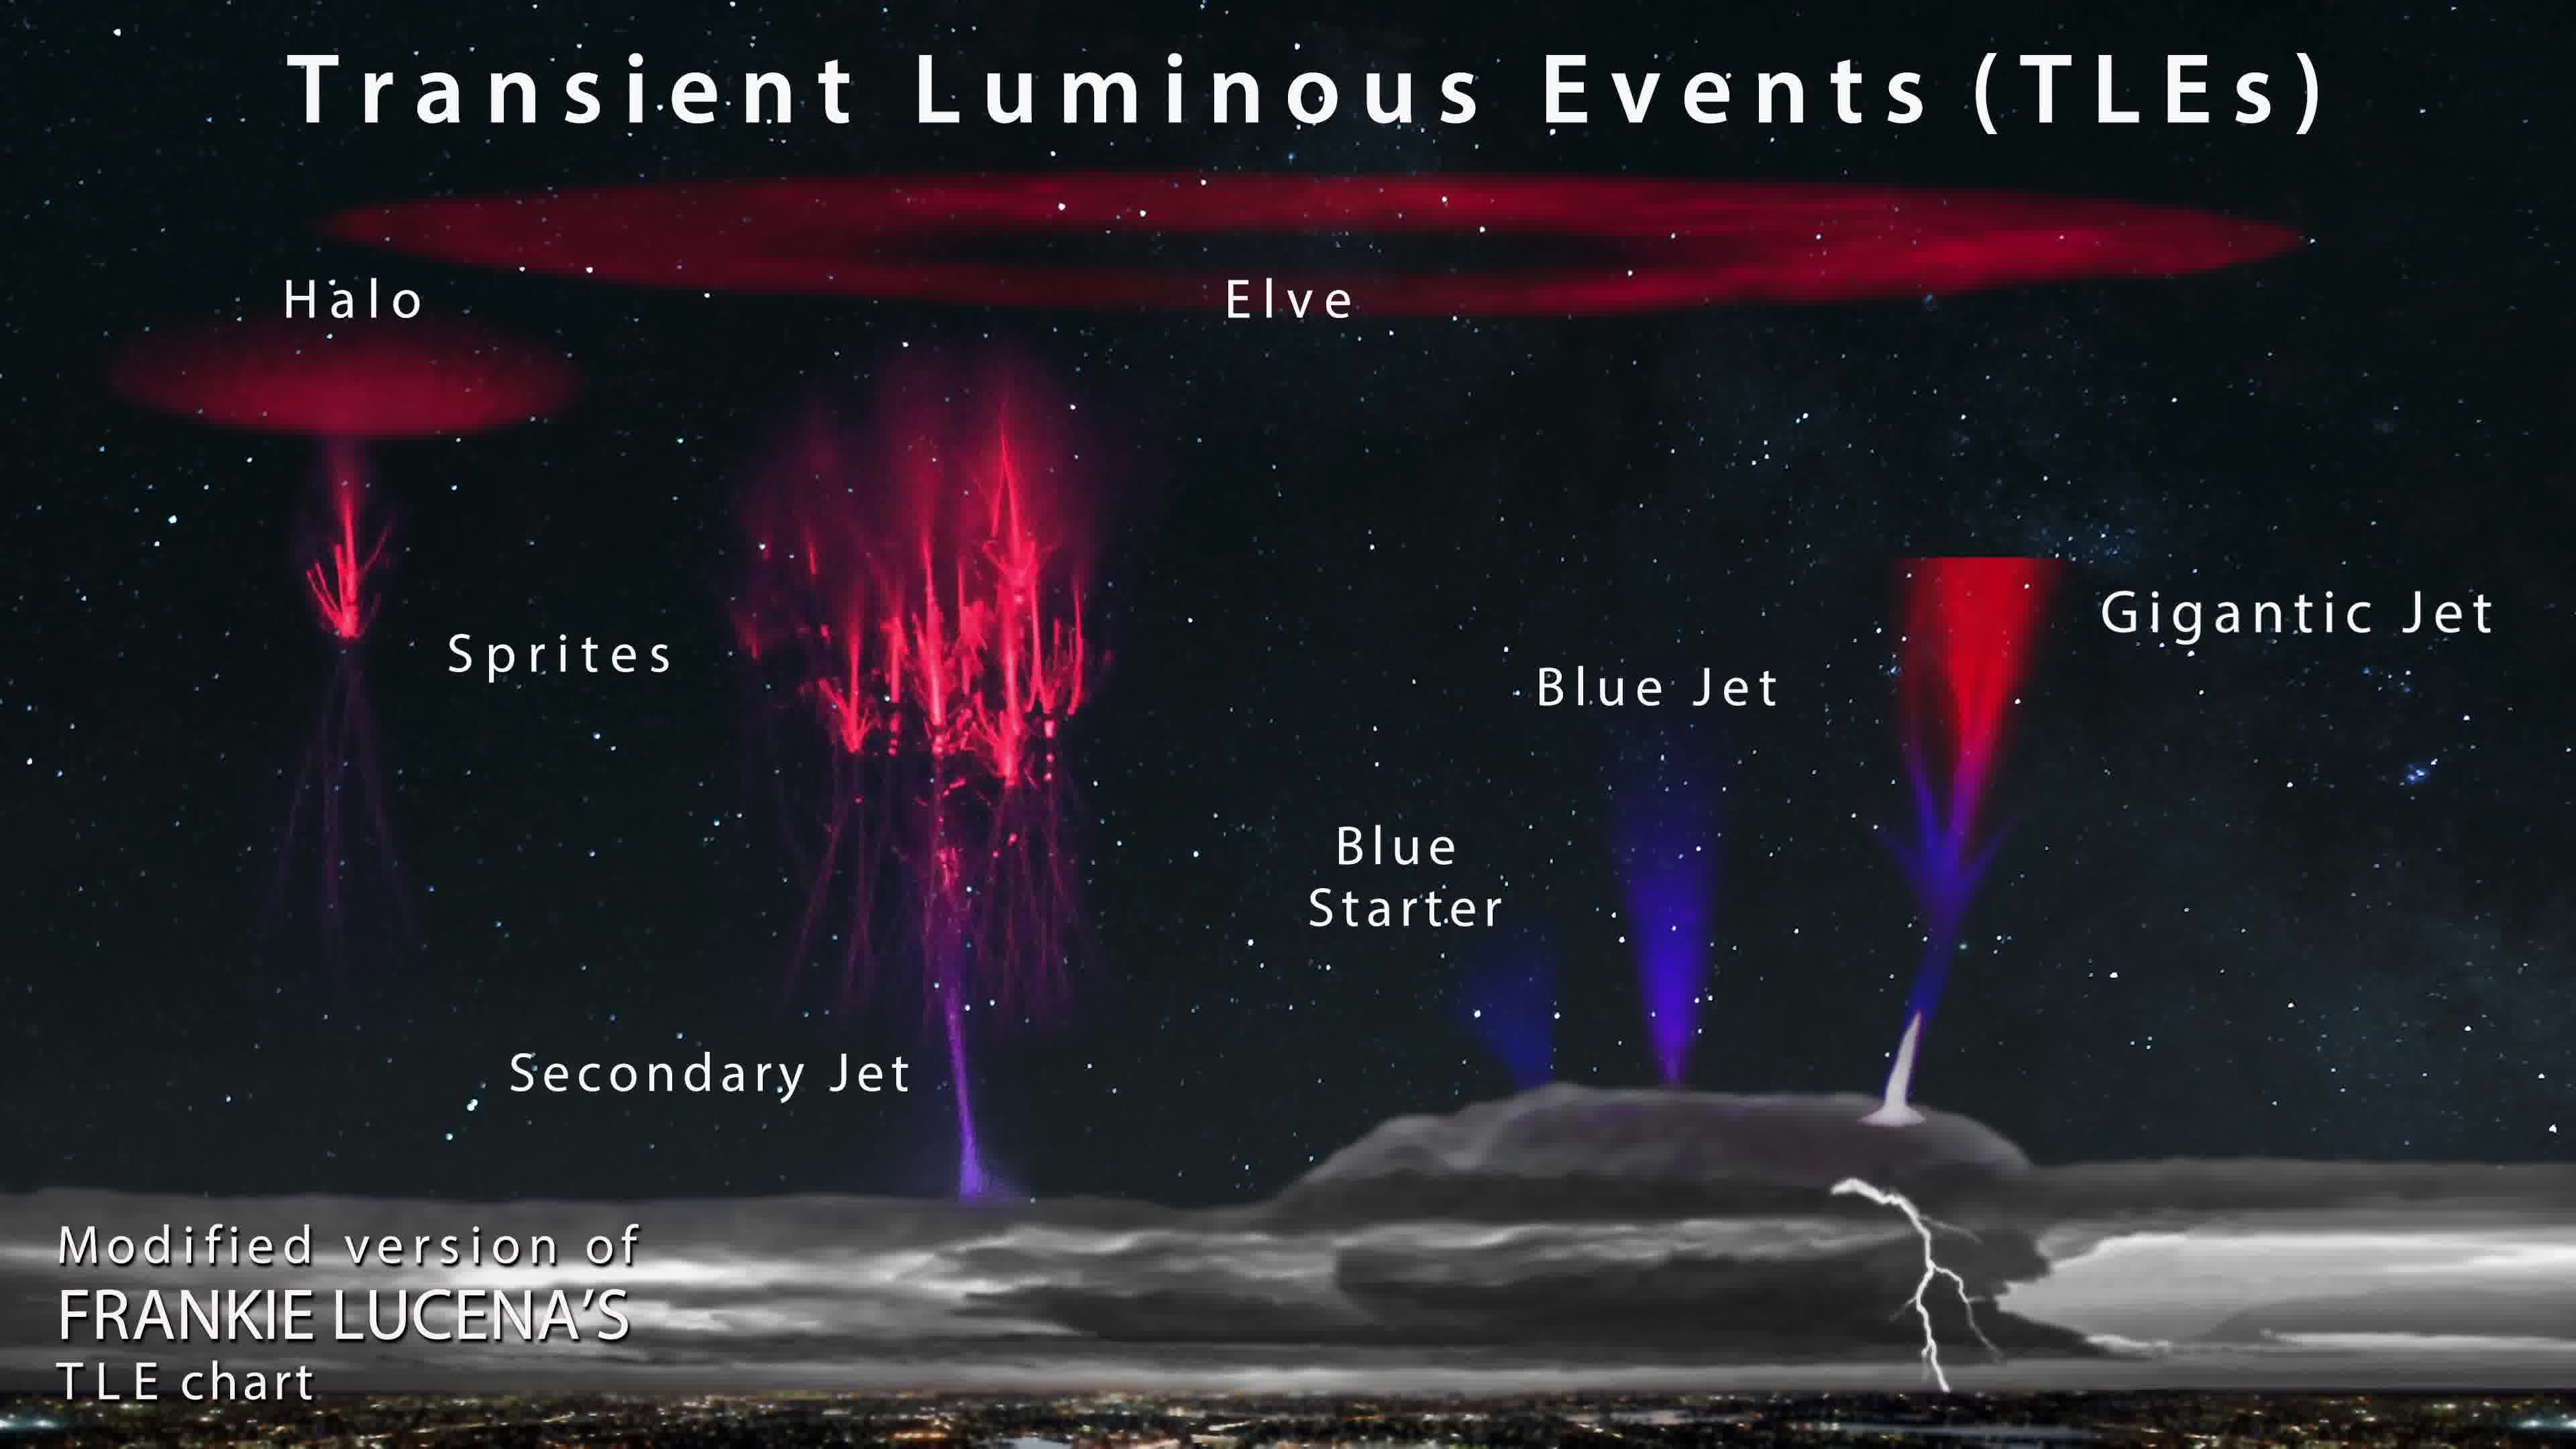 Transient Luminous Events (TLEs)
Halo
Elve
Sprites
Gigantic Jet
Blue Jet
Blue
Starter
Secondary Jet
Modified version of
FRANKIE LUCENA'S
TLE chart